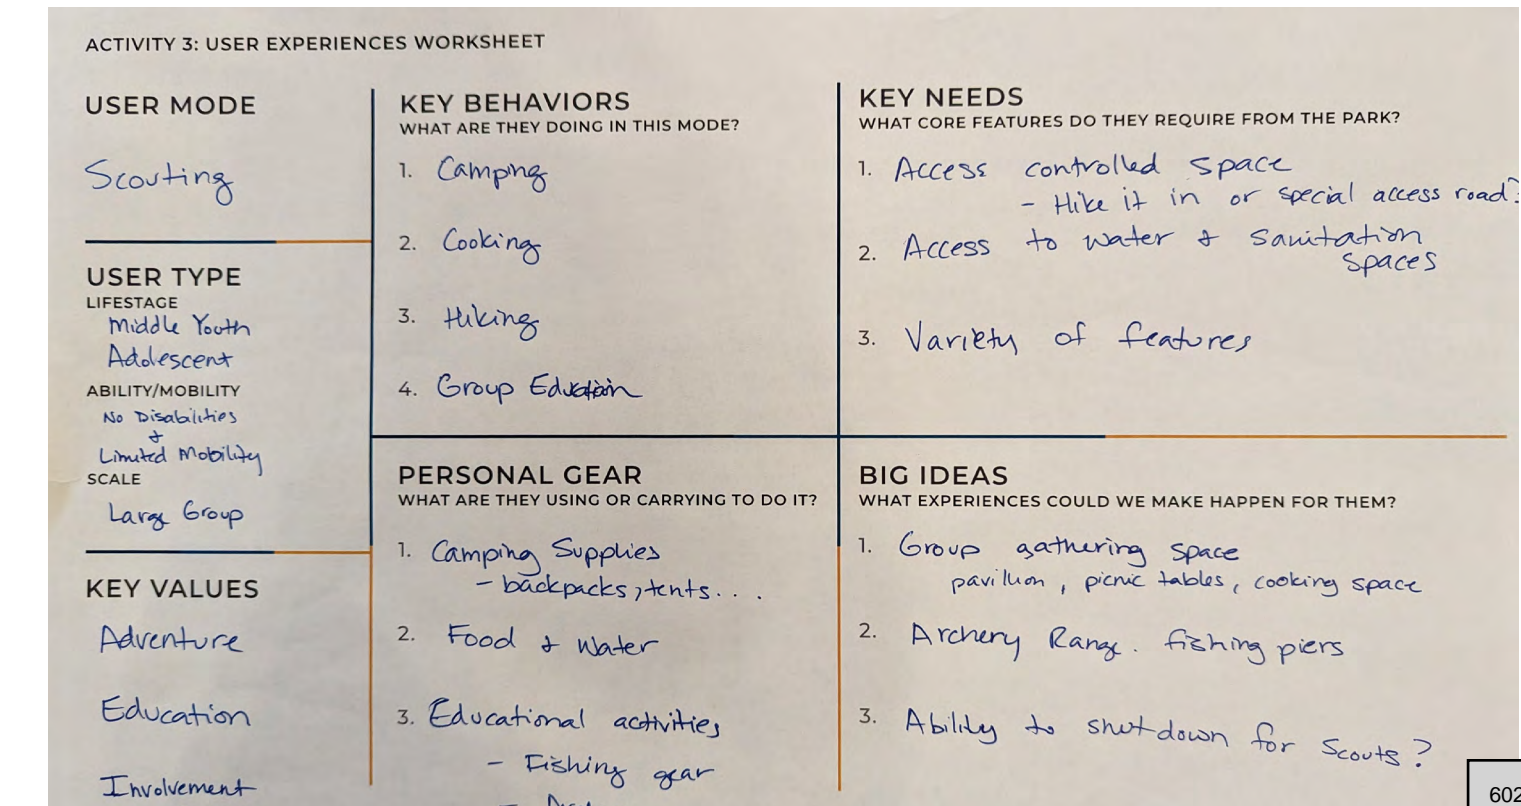 ACTIVITY 3: USER EXPERIENCES WORKSHEET
USER MODE
Scouting
USER TYPE
LIFESTAGE
Middle Youth
Adolescent
ABILITY/MOBILITY
No Disabilities
&
Limited Mobility
SCALE
Large Group
KEY VALUES
Adventure
Education
Involvement
KEY BEHAVIORS
WHAT ARE THEY DOING IN THIS MODE?
1. Camping
2. Cooking
3. Hiking
4. Group Education
KEY NEEDS
WHAT CORE FEATURES DO THEY REQUIRE FROM THE PARK?
1. Access controlled space
- Hike it in or special access road?
2. Access to water & sanitation
spaces
3. Variety of features
PERSONAL GEAR
WHAT ARE THEY USING OR CARRYING TO DO IT?
1. Camping Supplies
- backpacks, tents...
2. Food & Water
3. Educational activities
- Fishing gear
BIG IDEAS
WHAT EXPERIENCES COULD WE MAKE HAPPEN FOR THEM?
1. Group gathering space
pavillion, picnic tables, cooking space
2. Archery Range. fishing piers
3. Ability to shutdown for Scouts?
602